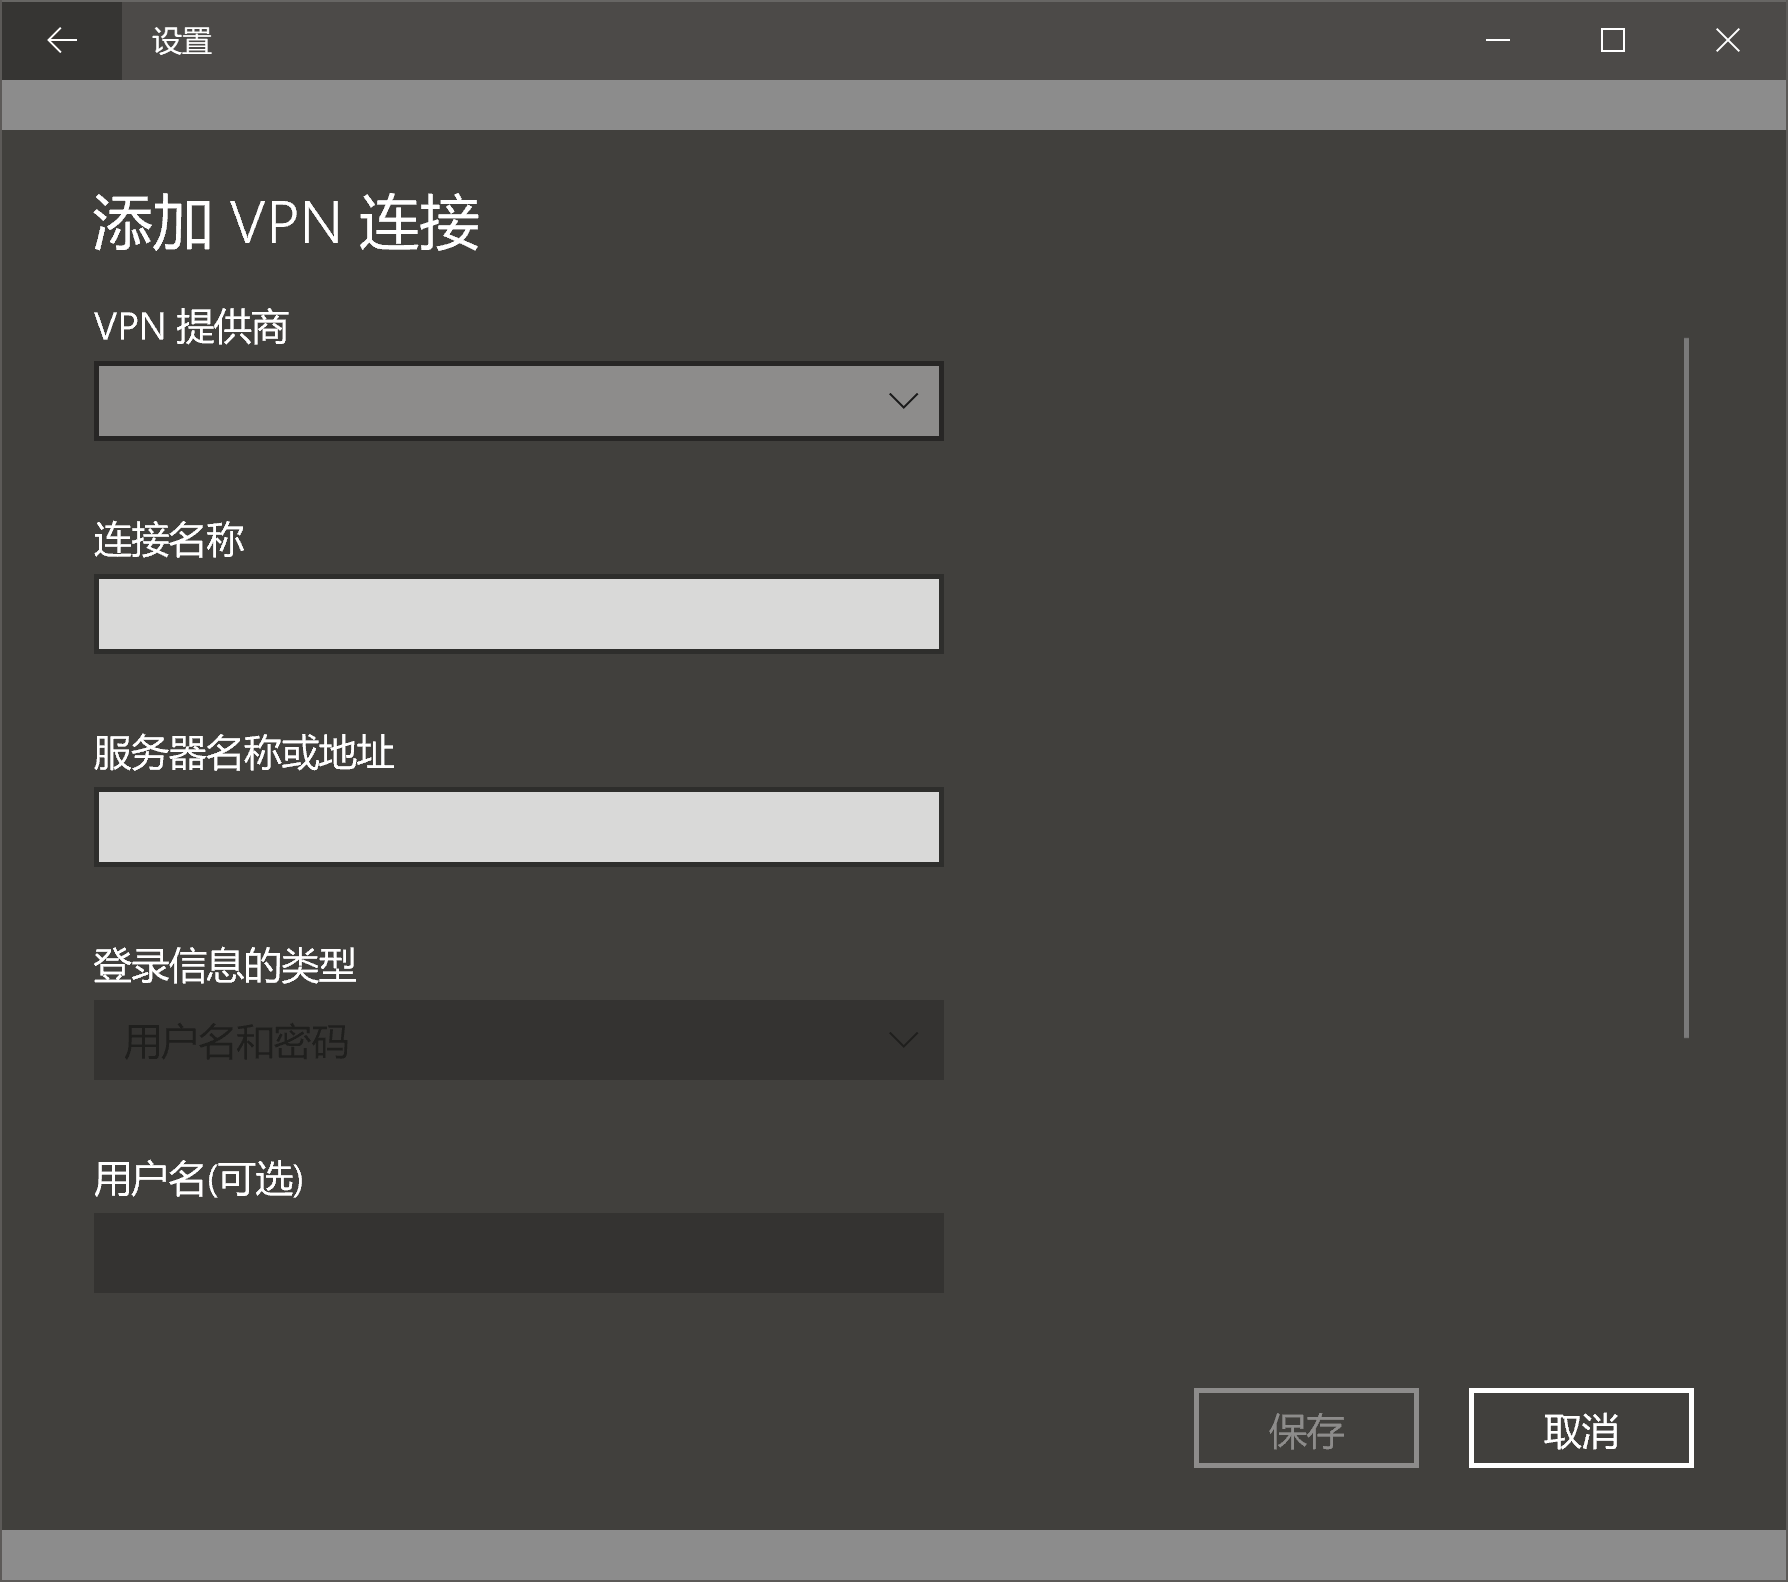 设置
添加 VPN 连接
VPN 提供商
连接名称
服务器名称或地址
登录信息的类型
用户名和密码
用户名(可选)
保存
取消